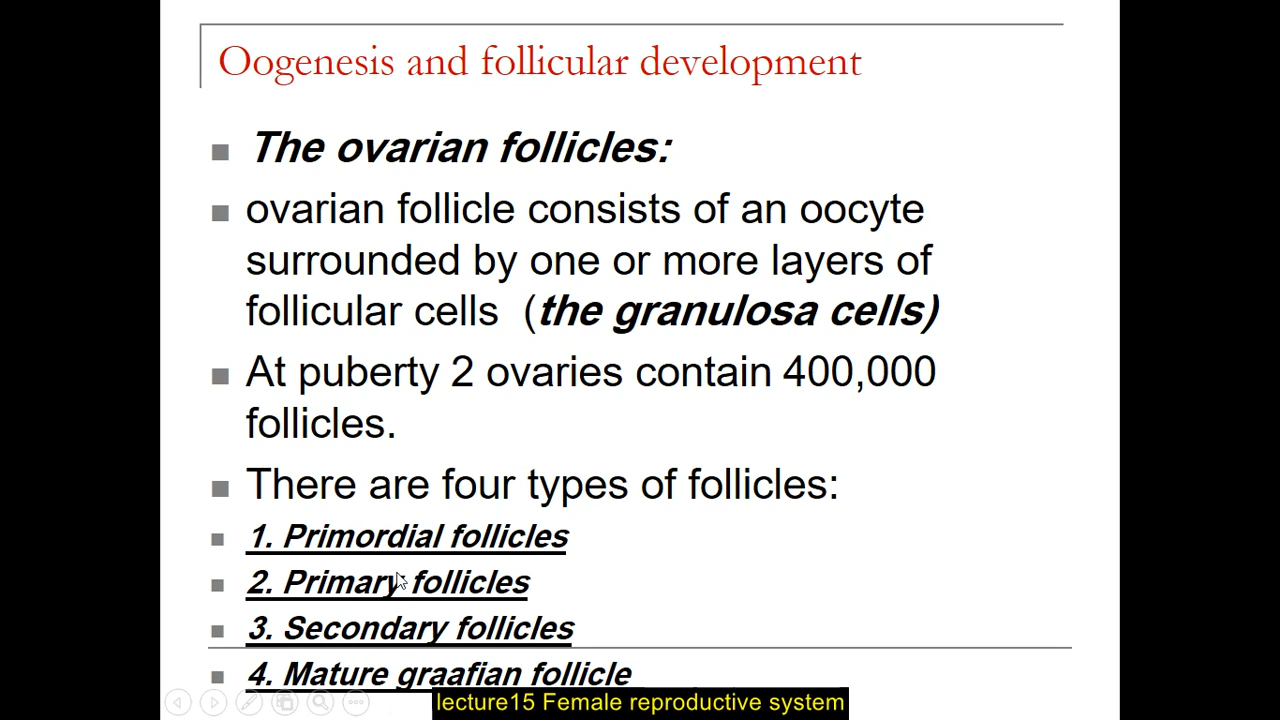 Oogenesis and follicular development
The ovarian follicles:
ovarian follicle consists of an oocyte
surrounded by one or more layers of
follicular cells (the granulosa cells)
At puberty 2 ovaries contain 400,000
follicles.
There are four types of follicles:
1. Primordial follicles
2. Primary follicles
3. Secondary follicles
4. Mature graafian follicle
lecture15 Female reproductive system